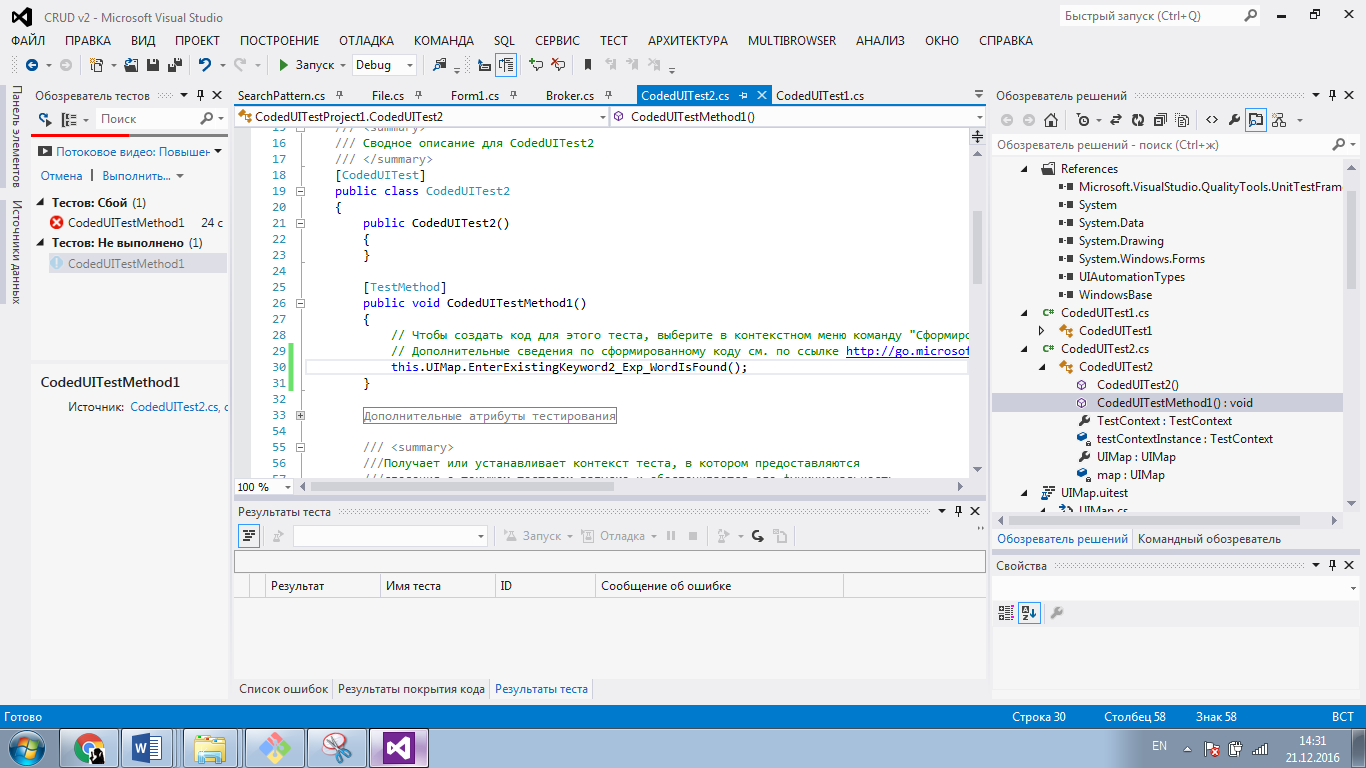 CRUD v2 - Microsoft Visual Studio
Быстрый запуск (Ctrl+Q)
ФАЙЛ ПРАВКА ВИД ПРОЕКТ ПОСТРОЕНИЕ ОТЛАДКА КОМАНДА SQL СЕРВИС ТЕСТ АРХИТЕКТУРА MULTIBROWSER АНАЛИЗ ОКНО СПРАВКА
Запуск Debug
Панель элементов
Источники данных
Обозреватель тестов
Поиск
Потоковое видео: Повышен
Отмена | Выполнить...
Тестов: Сбой (1)
CodedUITestMethod1 24 с
Тестов: Не выполнено (1)
CodedUITestMethod1
CodedUITestMethod1
Источник: CodedUITest2.cs, с
SearchPattern.cs File.cs Form1.cs Broker.cs CodedUITest2.cs CodedUITest1.cs
CodedUITestProject1.CodedUITest2 CodedUITestMethod1()
15 /// <summary>
16 /// Сводное описание для CodedUITest2
17 /// </summary>
18 [CodedUITest]
19 public class CodedUITest2
20 {
21 public CodedUITest2()
22 {
23 }
24
25 [TestMethod]
26 public void CodedUITestMethod1()
27 {
28 // Чтобы создать код для этого теста, выберите в контекстном меню команду "Сформиро
29 // Дополнительные сведения по сформированному коду см. по ссылке http://go.microsof
30 this.UIMap.EnterExistingKeyword2_Exp_WordIsFound();
31 }
32
33 Дополнительные атрибуты тестирования
54
55 /// <summary>
56 ///Получает или устанавливает контекст теста, в котором предоставляются
100 %
Результаты теста
Запуск Отладка
Результат Имя теста ID Сообщение об ошибке
Список ошибок Результаты покрытия кода Результаты теста
Обозреватель решений
Обозреватель решений - поиск (Ctrl+ж)
References
Microsoft.VisualStudio.QualityTools.UnitTestFram
System
System.Data
System.Drawing
System.Windows.Forms
UIAutomationTypes
WindowsBase
C# CodedUITest1.cs
CodedUITest1
C# CodedUITest2.cs
CodedUITest2
CodedUITest2()
CodedUITestMethod1() : void
TestContext : TestContext
testContextInstance : TestContext
UIMap : UIMap
map : UIMap
UIMap.uitest
UIMap.cs
Обозреватель решений Командный обозреватель
Свойства
Готово Строка 30 Столбец 58 Знак 58 ВСТ
EN 14:31
21.12.2016